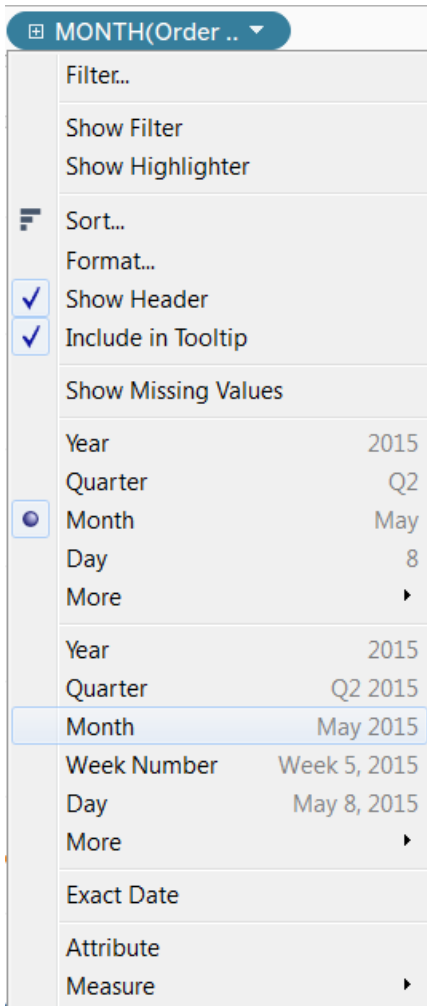 MONTH(Order ..
Filter...
Show Filter
Show Highlighter
Sort...
Format...
Show Header
Include in Tooltip
Show Missing Values
Year 2015
Quarter Q2
Month May
Day 8
More
Year 2015
Quarter Q2 2015
Month May 2015
Week Number Week 5, 2015
Day May 8, 2015
More
Exact Date
Attribute
Measure